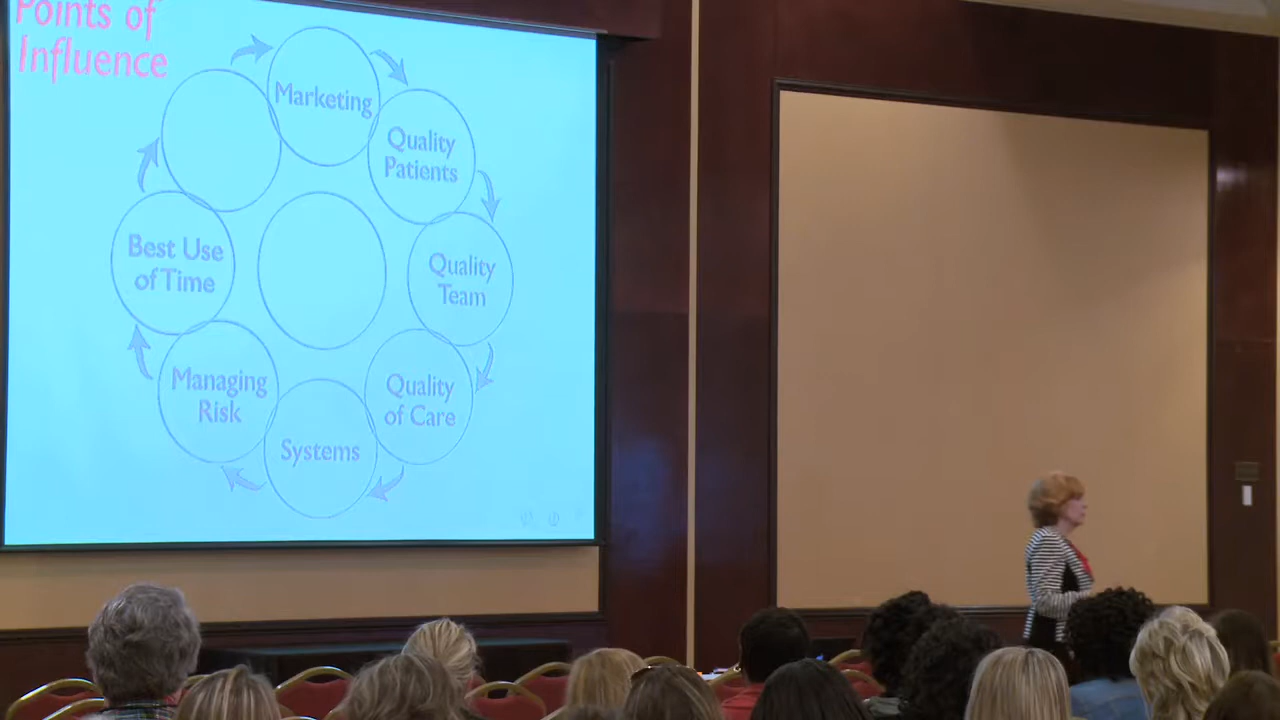 Points of
Influence
Marketing
Quality
Patients
Quality
Team
Quality
of Care
Systems
Managing
Risk
Best Use
of Time